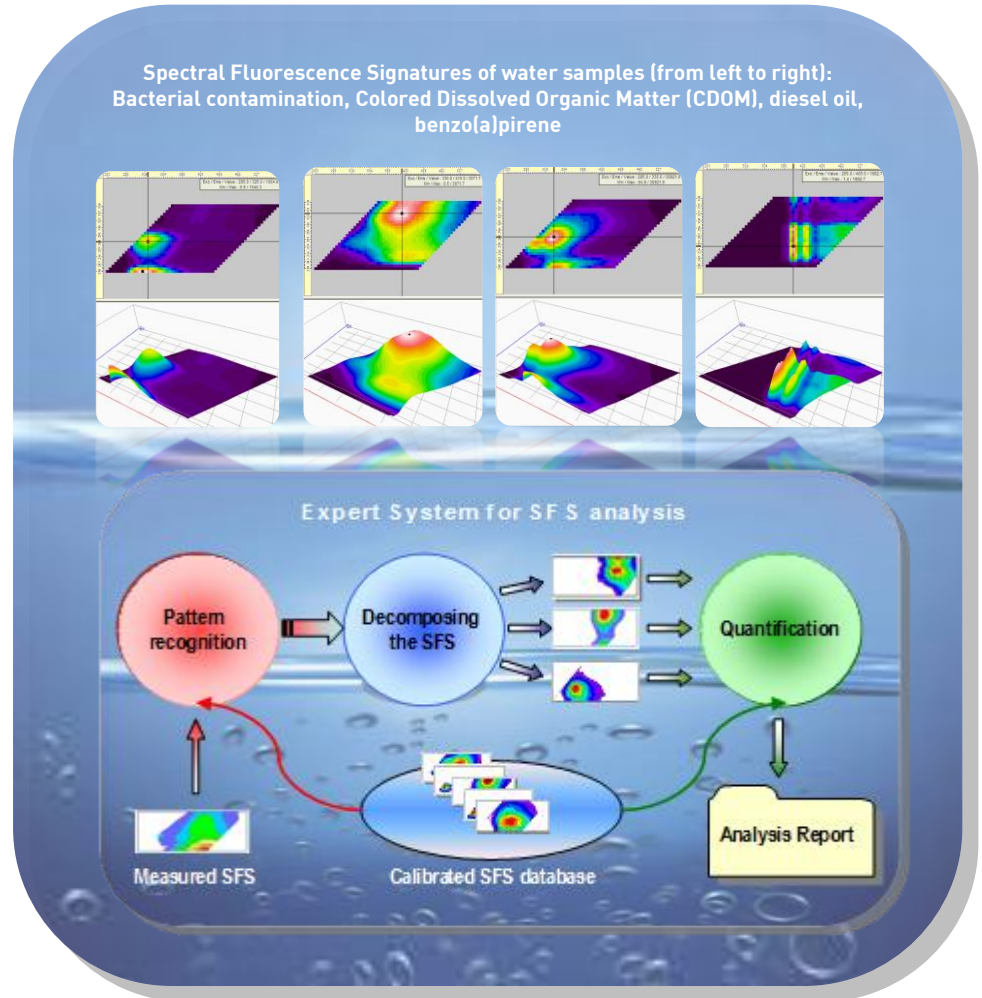 Spectral Fluorescence Signatures of water samples (from left to right):
Bacterial contamination, Colored Dissolved Organic Matter (CDOM), diesel oil,
benzo(a)pirene
Expert System for SFS analysis
Pattern
recognition
Decomposing
the SFS
Quantification
Measured SFS
Calibrated SFS database
Analysis Report